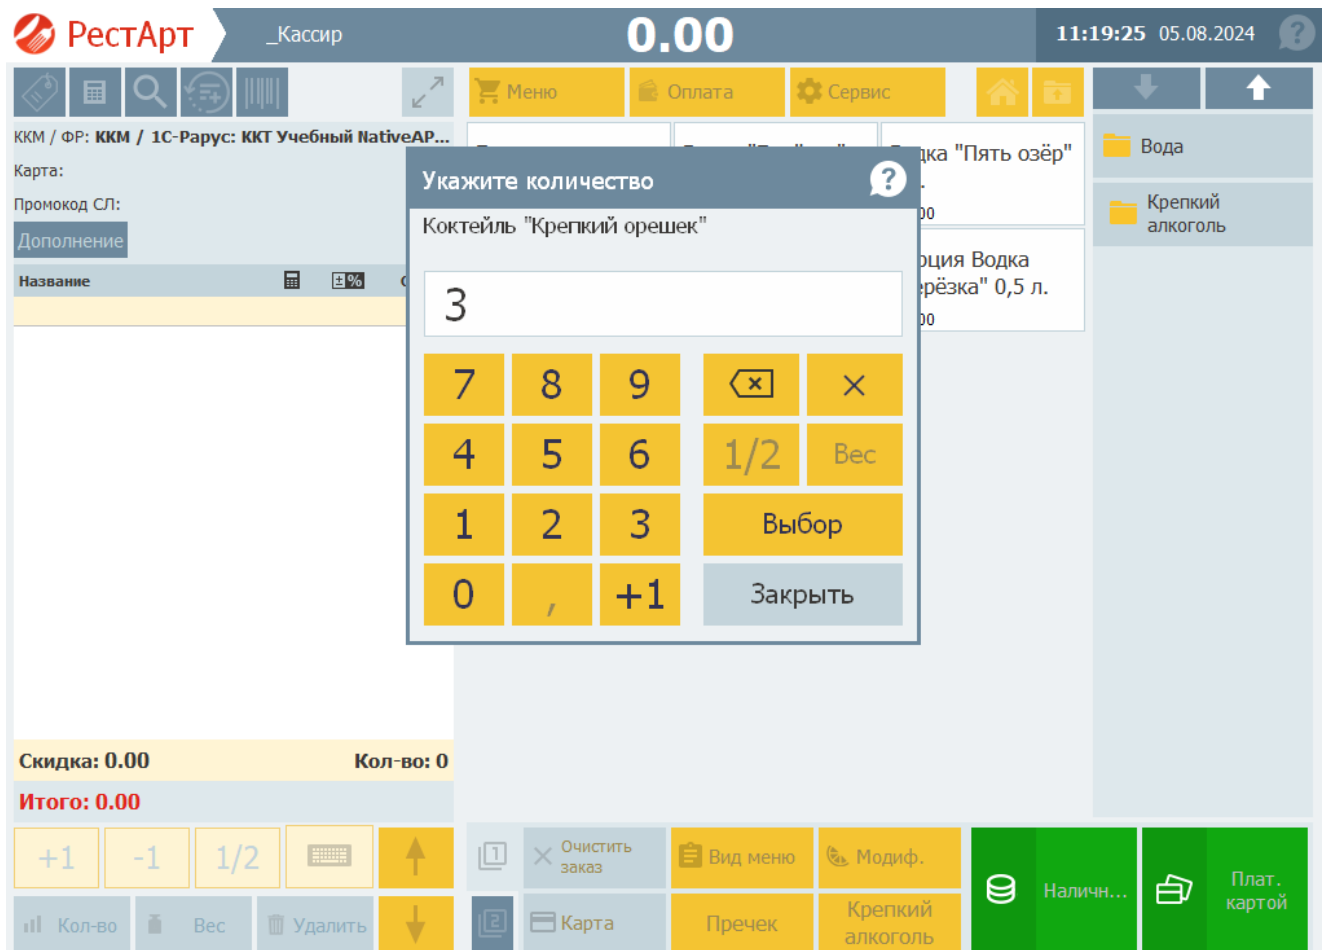 РестАрт
_Кассир
0.00
11:19:25 05.08.2024
?
Меню
Оплата
Сервис
ККМ / ФР: ККМ / 1С-Рарус: ККТ Учебный NativeAP...
Карта:
Промокод СЛ:
Дополнение
Название
±%
"Пять озёр"
Водка
0,5 л.
Вода
Крепкий
алкоголь
Укажите количество
?
Коктейль "Крепкий орешек"
3
7 8 9
4 5 6 1/2 Вес
1 2 3 Выбор
0 , +1 Закрыть
Скидка: 0.00 Кол-во: 0
Итого: 0.00
+1 -1 1/2
Кол-во Вес Удалить
1
Очистить
заказ
Вид меню
Модиф.
2
Карта
Пречек
Крепкий
алкоголь
Наличн...
Плат.
картой